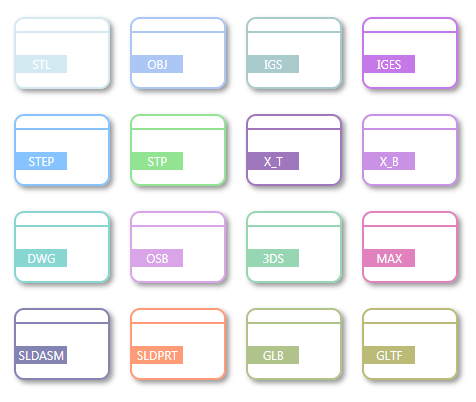 STL
OBJ
IGS
IGES
STEP
STP
X_T
X_B
DWG
OSB
3DS
MAX
SLDASM
SLDPRT
GLB
GLTF